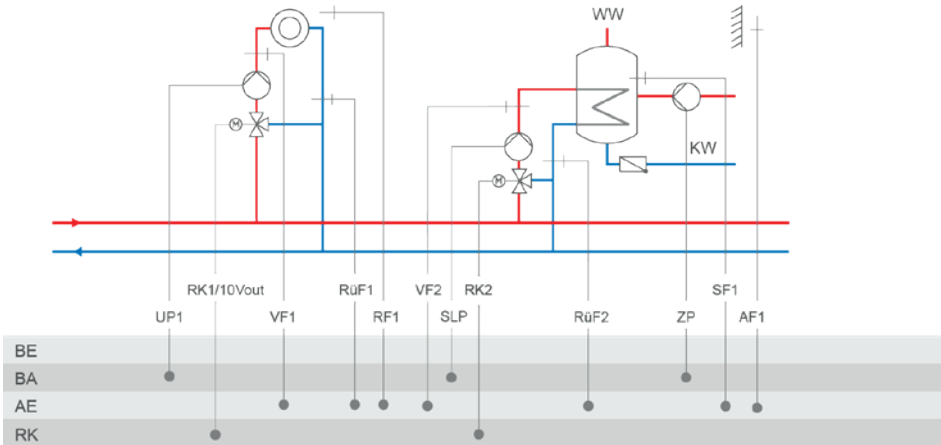 WW
M
KW
M
RK1/10Vout RüF1 VF2 RK2 SF1
UP1 VF1 RF1 SLP RüF2 ZP AF1
BE
BA
AE
RK